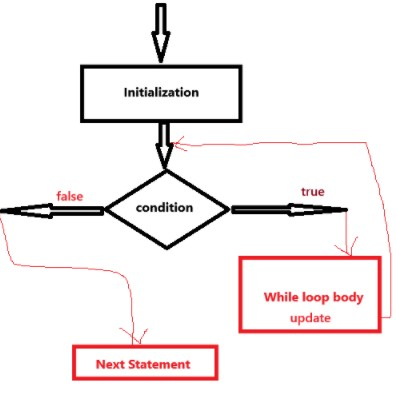 Initialization
false
true
condition
While loop body
update
Next Statement